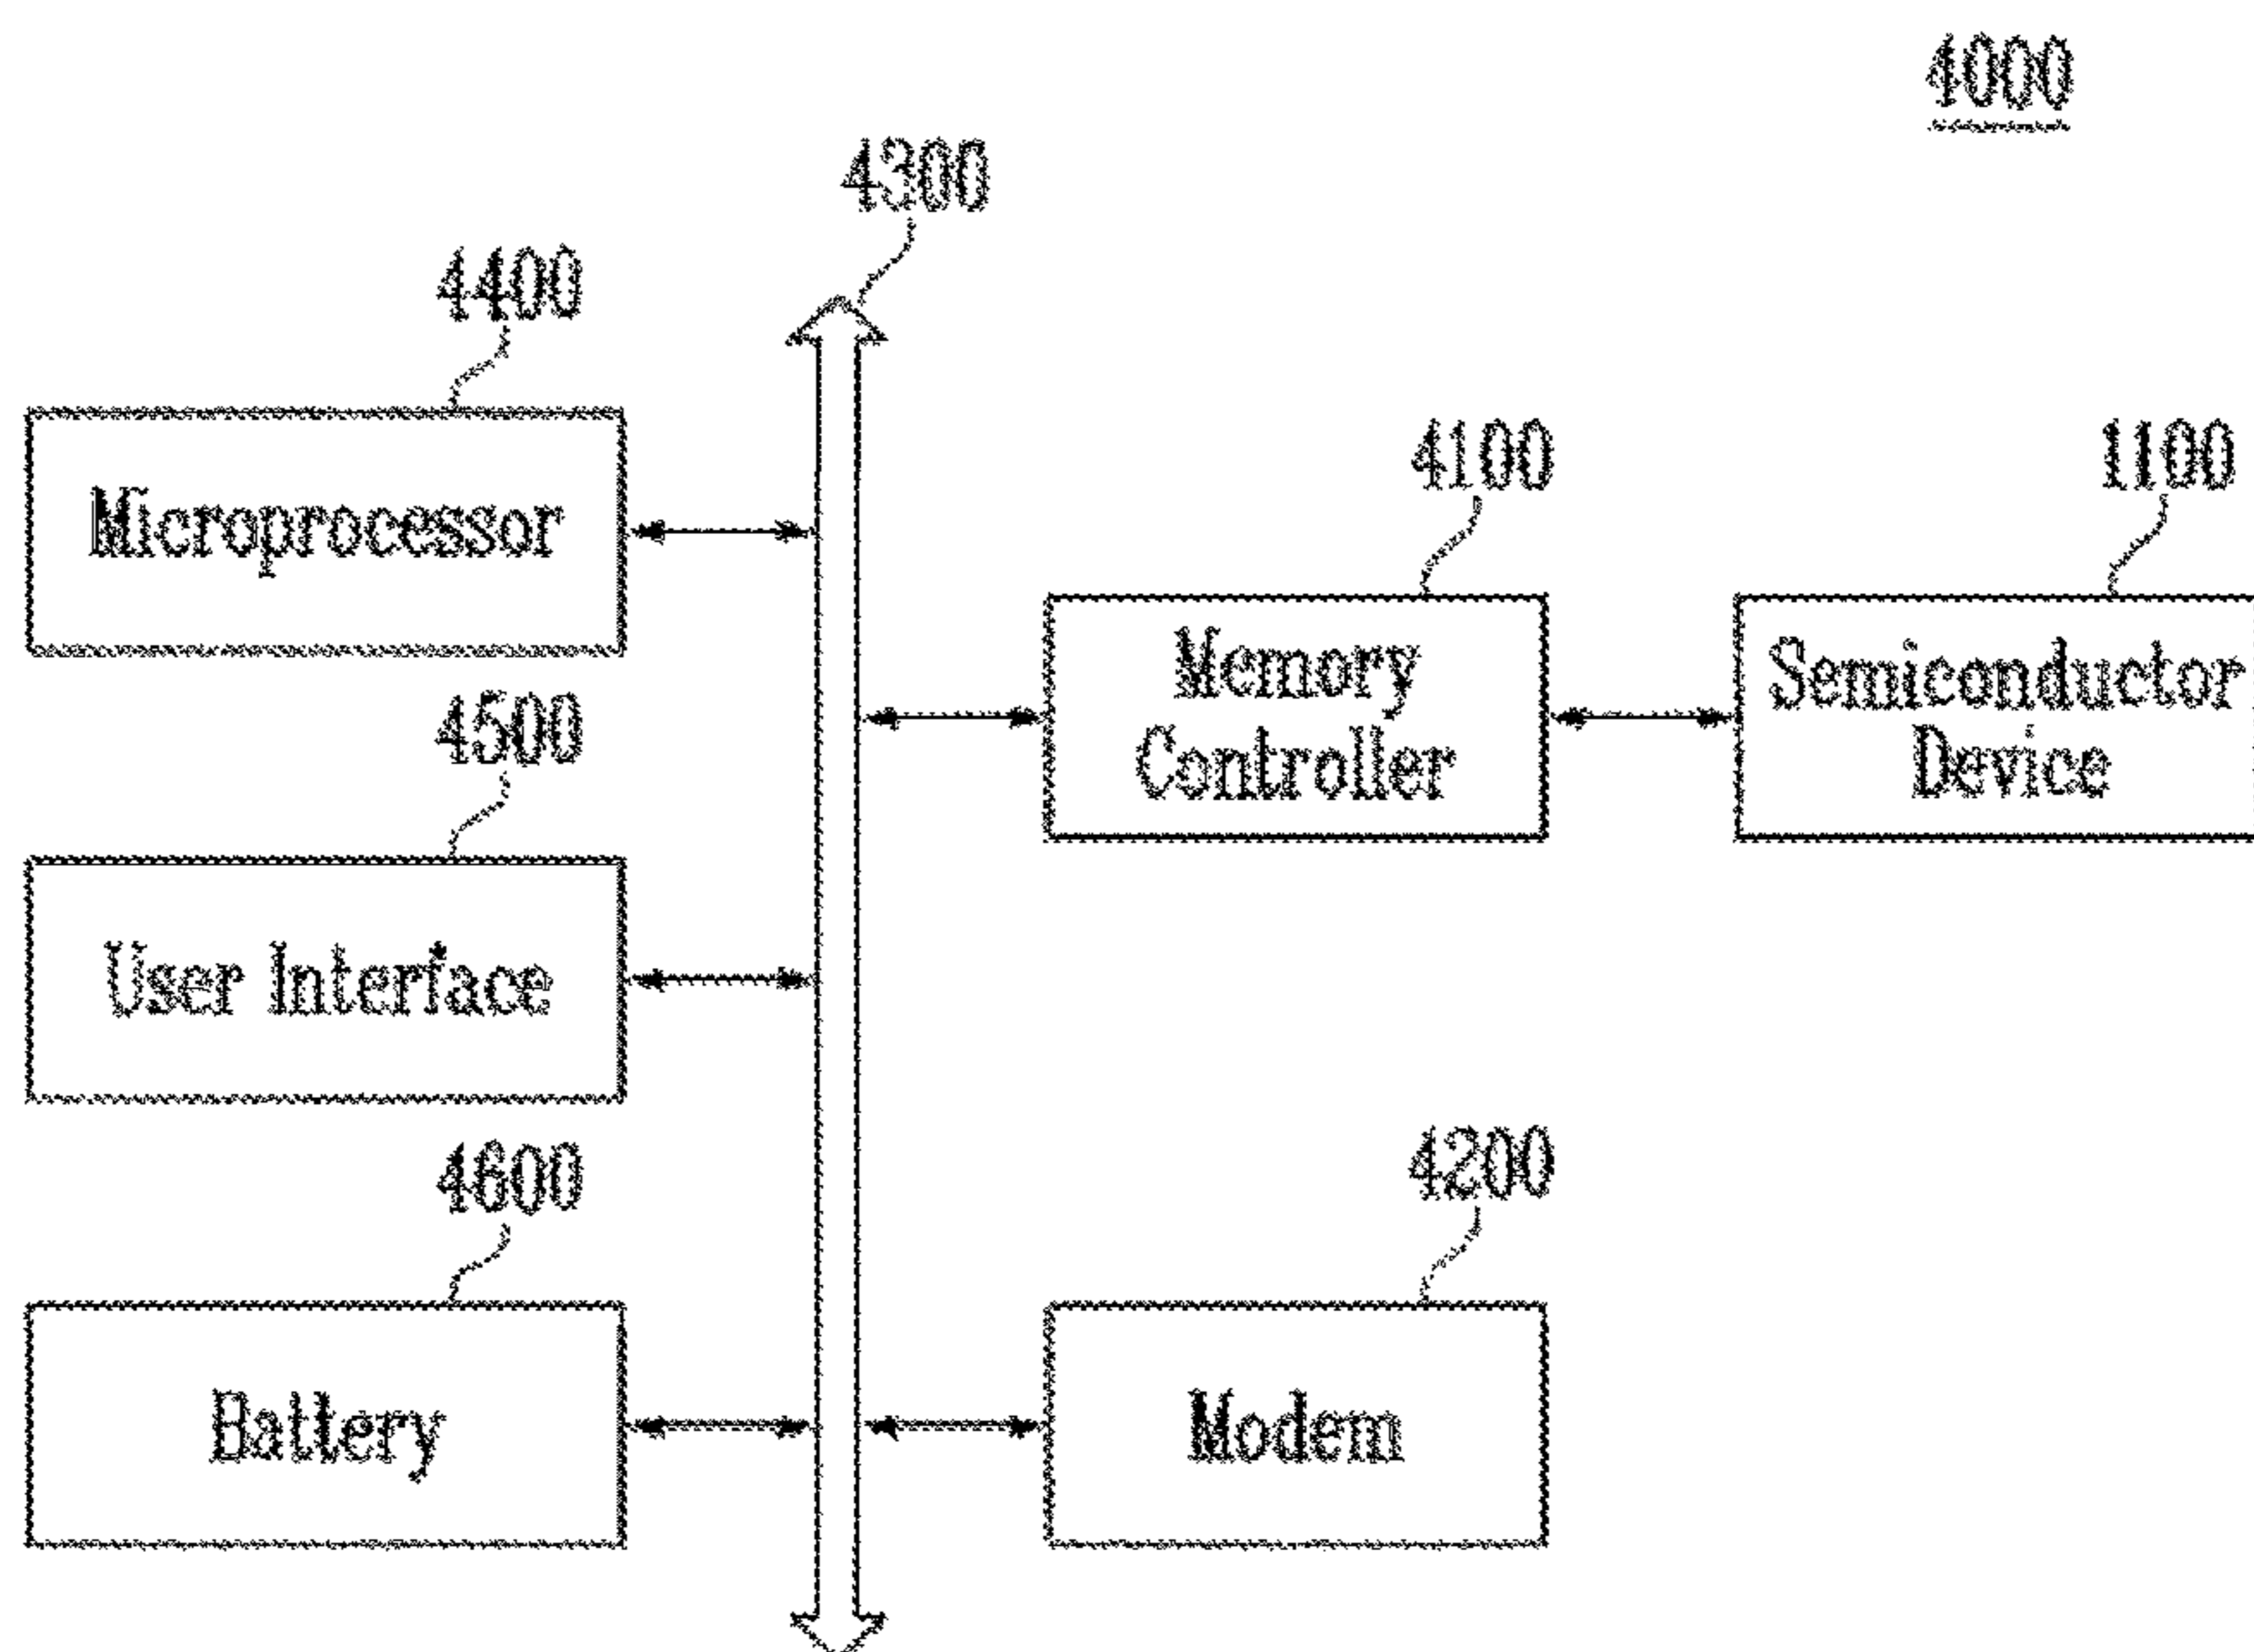 4000
4300
4400
Microprocessor
4100
1100
Memory
Controller
Semiconductor
Device
4500
User Interface
4600
Battery
4200
Modem